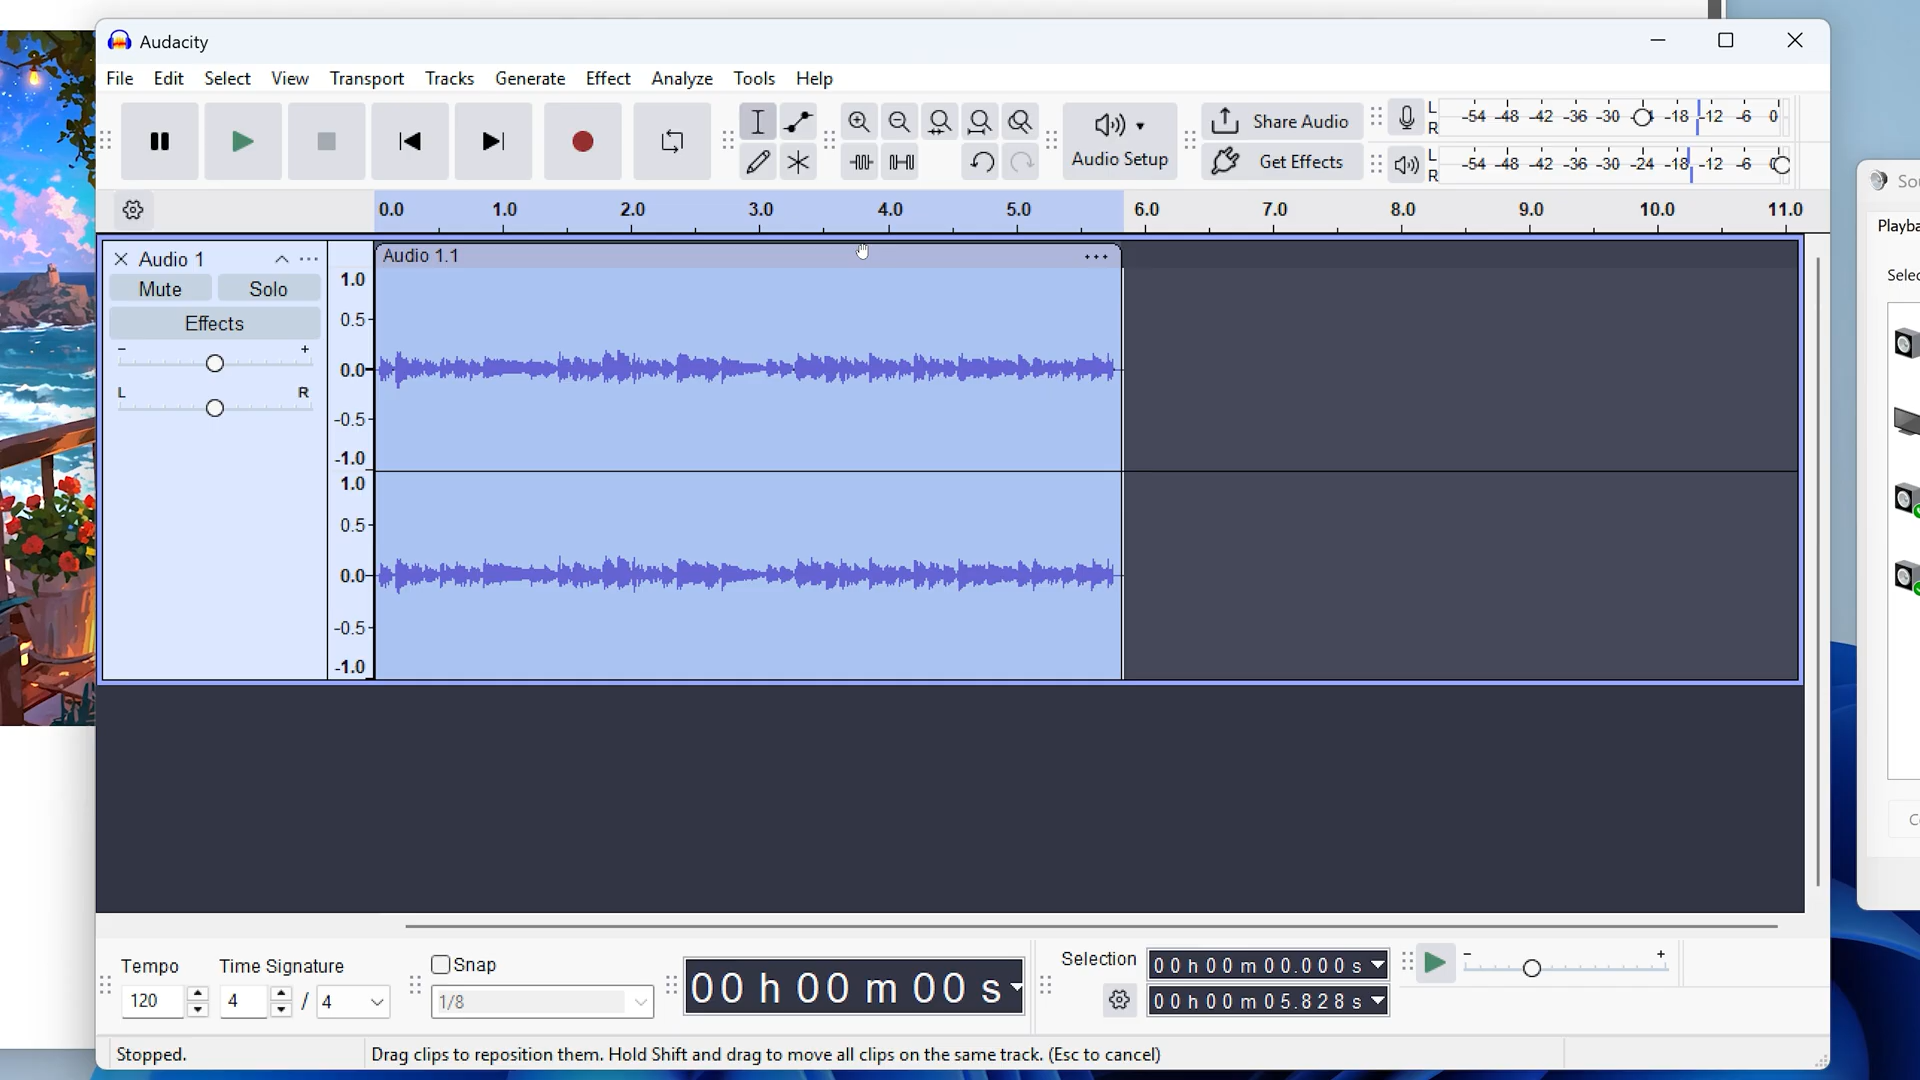 Audacity
File Edit Select View Transport Tracks Generate Effect Analyze Tools Help
Audio Setup
Share Audio
Get Effects
L
R
-54 -48 -42 -36 -30 -18 -12 -6 0
L
R
-54 -48 -42 -36 -30 -24 -18 -12 -6
0.0 1.0 2.0 3.0 4.0 5.0 6.0 7.0 8.0 9.0 10.0 11.0
Playba
Audio 1
Mute Solo
Effects
- +
L R
Audio 1.1
1.0
0.5
0.0
-0.5
-1.0
1.0
0.5
0.0
-0.5
-1.0
Selec
Tempo
120
Time Signature
4 / 4
Snap
1/8
00 h 00 m 00 s
Selection
00 h 00 m 00.000 s
00 h 00 m 05.828 s
- +
Stopped.
Drag clips to reposition them. Hold Shift and drag to move all clips on the same track. (Esc to cancel)